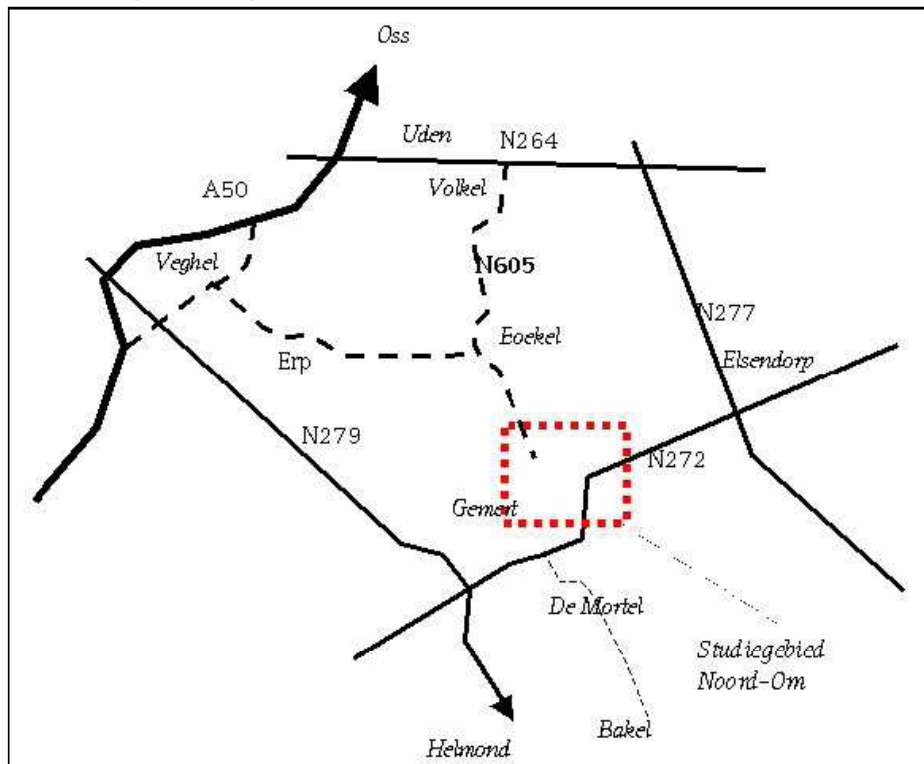 Oss
Uden
N264
A50
Volkel
Veghel
N605
N277
Eoekel
Erp
Elsendorp
N279
N272
Gemert
De Mortel
Studiegebied
Noord-Om
Bakel
Helmond